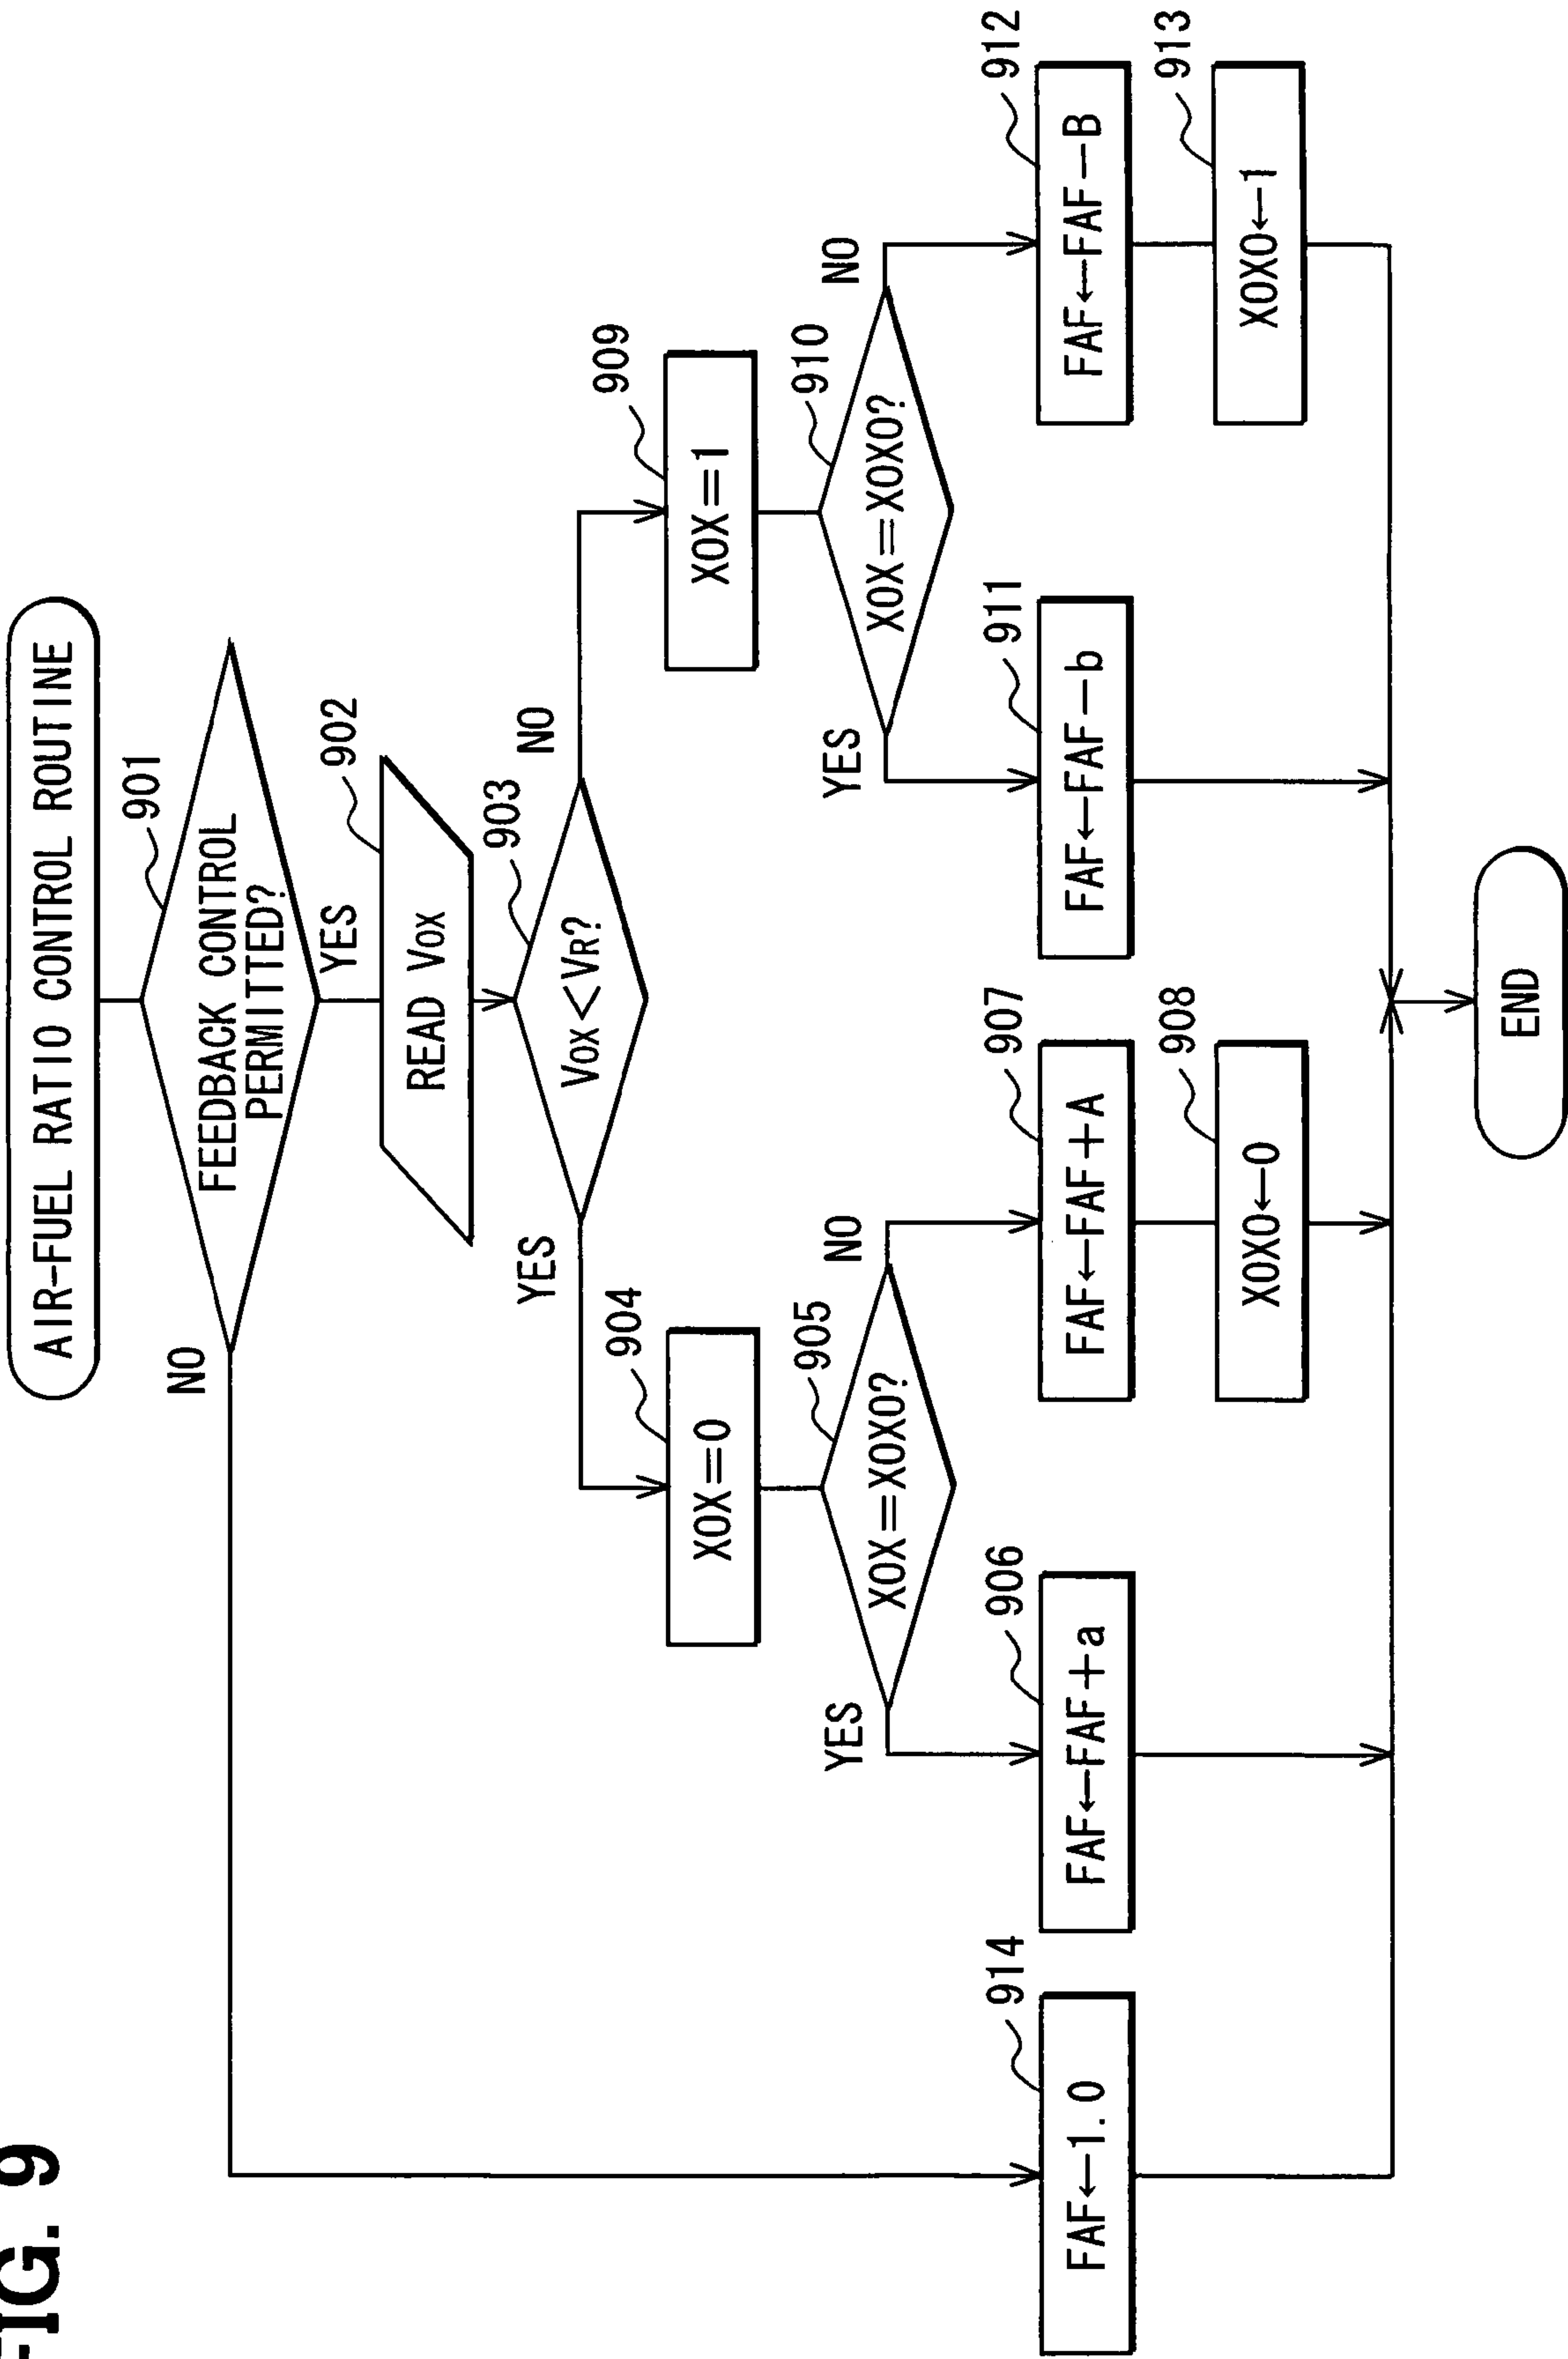 FIG. 9
AIR-FUEL RATIO CONTROL ROUTINE
901
FEEDBACK CONTROL
PERMITTED?
NO
YES
902
READ VOX
903
VOX<VR?
YES
NO
904
XOX=0
909
XOX=1
905
XOX=XOXO?
YES
NO
910
XOX=XOXO?
YES
NO
914
FAF←1.0
906
FAF←FAF+a
907
FAF←FAF+A
911
FAF←FAF-b
912
FAF←FAF-B
908
XOXO←0
913
XOXO←1
END